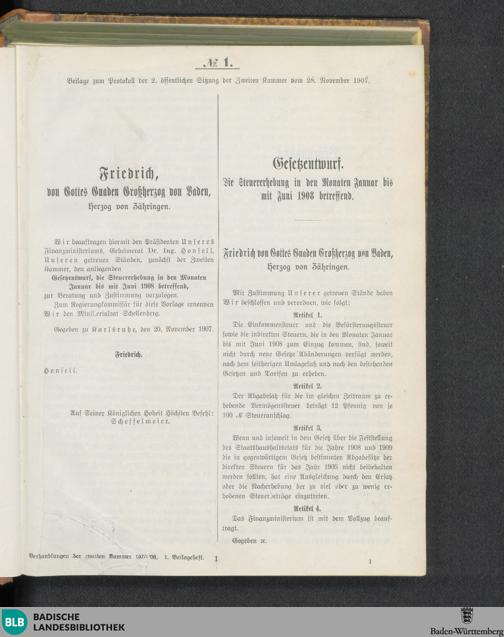 № 1.
Beilage zum Protokoll der 2. öffentlichen Sitzung der Zweiten Kammer vom 28. November 1907.
Friedrich,
von Gottes Gnaden Großherzog von Baden,
Herzog von Zähringen.
Wir beauftragen hiermit den Präsidenten Unseres
Finanzministeriums, Geheimerat Dr. Ing. Honsell,
Unseren getreuen Ständen, zunächst der Zweiten
Kammer, den anliegenden
Gesetzentwurf, die Steuererhebung in den Monaten
Januar bis mit Juni 1908 betreffend,
zur Beratung und Zustimmung vorzulegen.
Zum Regierungskommissär für diese Vorlage ernennen
Wir den Ministerialrat Schellenberg.
Gegeben zu Karlsruhe, den 20. November 1907.
Friedrich.
Honsell.
Auf Seiner Königlichen Hoheit Höchsten Befehl:
Scheffelmeier.
Gesetzentwurf.
Die Steuererhebung in den Monaten Januar bis
mit Juni 1908 betreffend.
Friedrich von Gottes Gnaden Großherzog von Baden,
Herzog von Zähringen.
Mit Zustimmung Unserer getreuen Stände haben
Wir beschlossen und verordnen, wie folgt:
Artikel 1.
Die Einkommensteuer und die Beförsterungssteuer
sowie die indirekten Steuern, die in den Monaten Januar
bis mit Juni 1908 zum Einzug kommen, sind, soweit
nicht durch neue Gesetze Abänderungen verfügt werden,
nach dem seitherigen Umlagefuß und nach den bestehenden
Gesetzen und Tarifen zu erheben.
Artikel 2.
Der Abgabesatz für die im gleichen Zeitraum zu er-
hebende Vermögenssteuer beträgt 12 Pfennig von je
100 ℳ Steueranschlag.
Artikel 3.
Wenn und insoweit in dem Gesetz über die Feststellung
des Staatshaushaltsetats für die Jahre 1908 und 1909
die in gegenwärtigem Gesetz bestimmten Abgabesätze der
direkten Steuern für das Jahr 1908 nicht beibehalten
werden sollten, hat eine Ausgleichung durch den Ersatz
oder die Nacherhebung der zu viel oder zu wenig er-
hobenen Steuerbeträge einzutreten.
Artikel 4.
Das Finanzministerium ist mit dem Vollzug beauf-
tragt.
Gegeben ꝛc.
Verhandlungen der zweiten Kammer 1907/08. 1. Beilagenheft. I
1
BLB
BADISCHE
LANDESBIBLIOTHEK
Baden-Württemberg